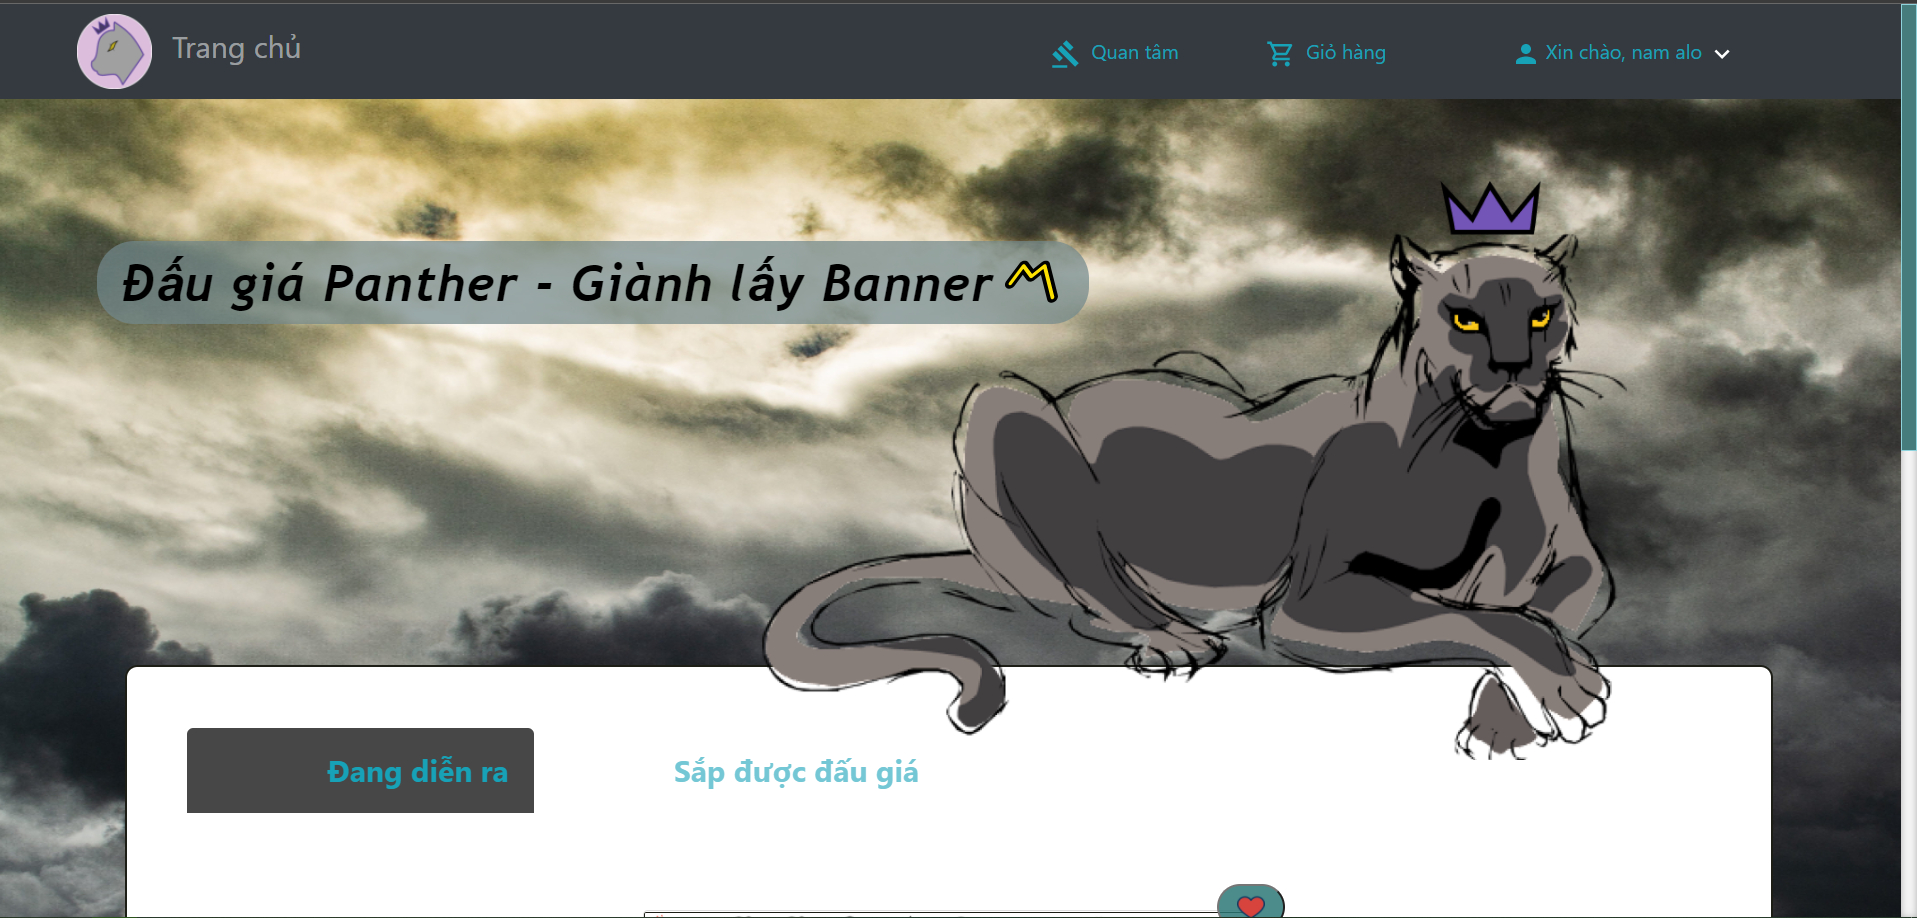 Trang chủ
Quan tâm
Giỏ hàng
Xin chào, nam alo
Đấu giá Panther - Giành lấy Banner
Đang diễn ra
Sắp được đấu giá